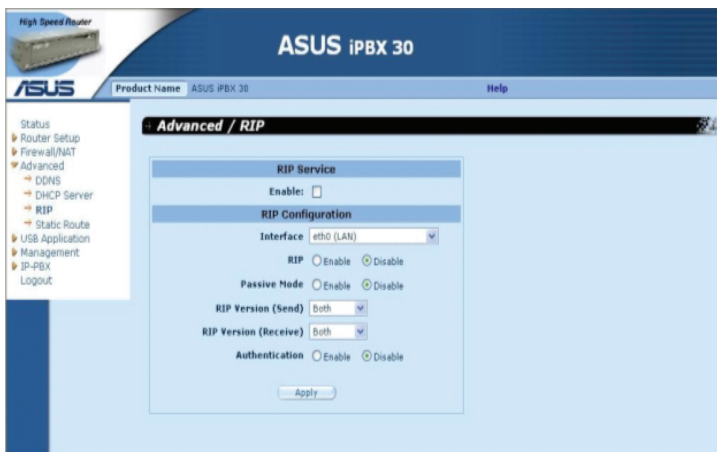 High Speed Router
ASUS iPBX 30
ASUS
Product Name ASUS iPBX 30
Help
Status
Router Setup
Firewall/NAT
Advanced
DDNS
DHCP Server
RIP
Static Route
USB Application
Management
IP-PBX
Logout
Advanced / RIP
RIP Service
Enable:
RIP Configuration
Interface eth0 (LAN)
RIP Enable Disable
Passive Mode Enable Disable
RIP Version (Send) Both
RIP Version (Receive) Both
Authentication Enable Disable
Apply